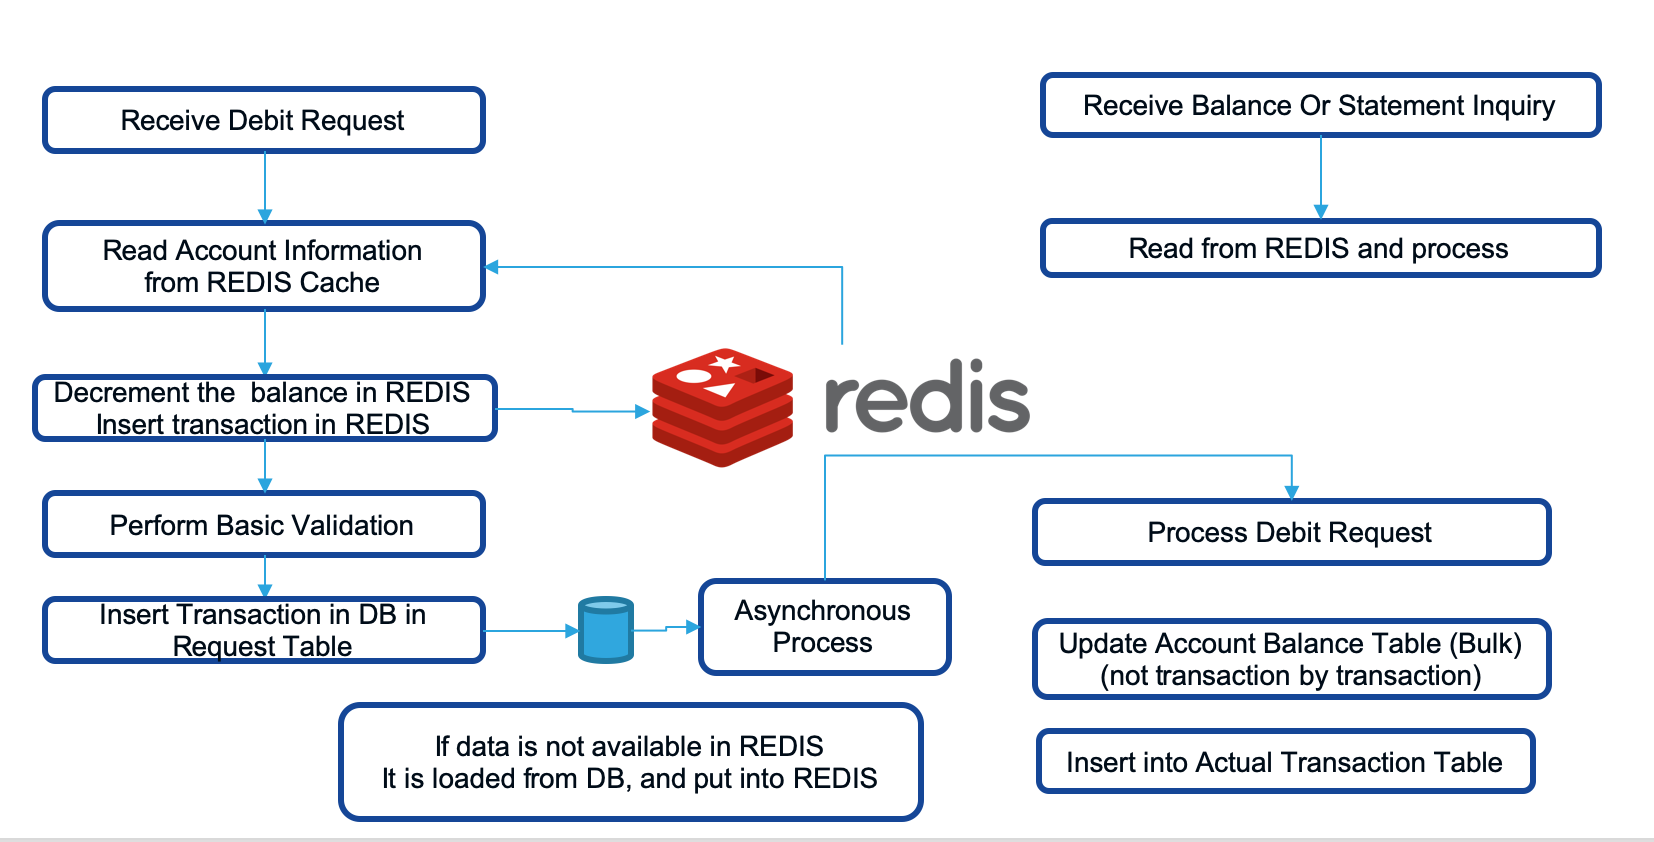 Receive Debit Request
Read Account Information
from REDIS Cache
Decrement the  balance in REDIS
Insert transaction in REDIS
Perform Basic Validation
Insert Transaction in DB in
Request Table
redis
Asynchronous
Process
If data is not available in REDIS
It is loaded from DB, and put into REDIS
Receive Balance Or Statement Inquiry
Read from REDIS and process
Process Debit Request
Update Account Balance Table (Bulk)
(not transaction by transaction)
Insert into Actual Transaction Table